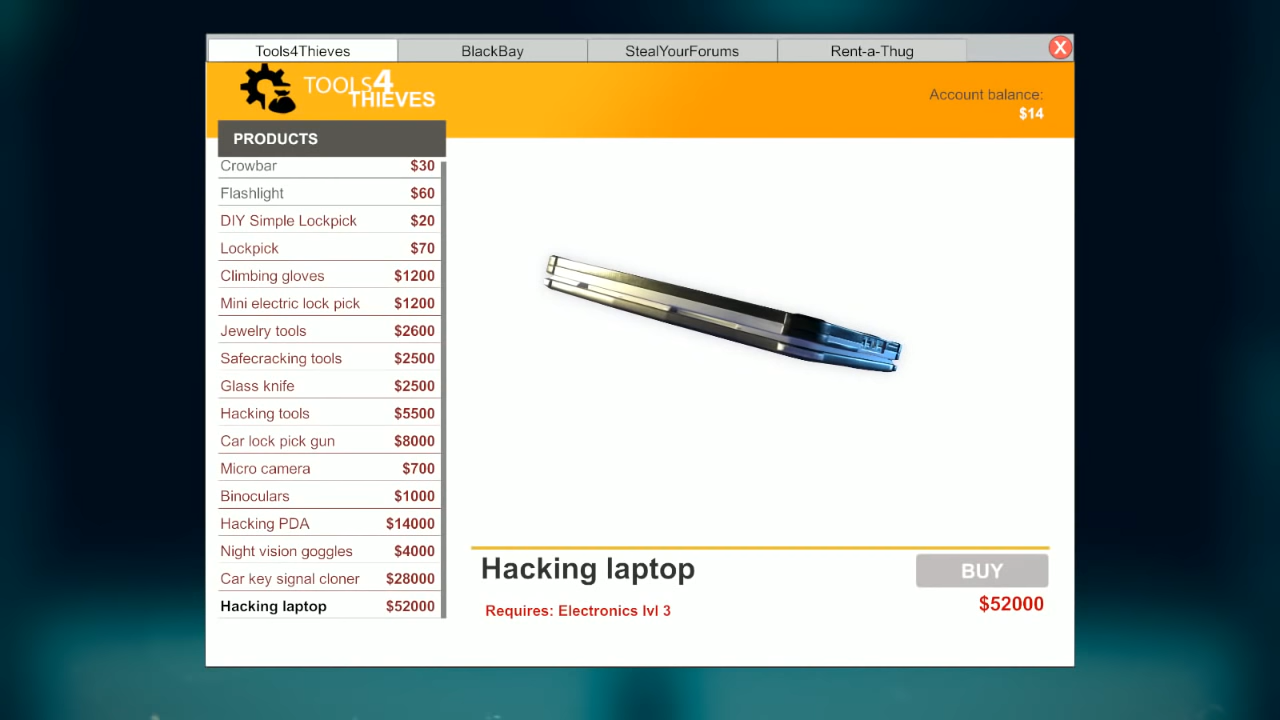 Tools4Thieves BlackBay StealYourForums Rent-a-Thug X
TOOLS4
THIEVES
Account balance:
$14
PRODUCTS
Crowbar $30
Flashlight $60
DIY Simple Lockpick $20
Lockpick $70
Climbing gloves $1200
Mini electric lock pick $1200
Jewelry tools $2600
Safecracking tools $2500
Glass knife $2500
Hacking tools $5500
Car lock pick gun $8000
Micro camera $700
Binoculars $1000
Hacking PDA $14000
Night vision goggles $4000
Car key signal cloner $28000
Hacking laptop $52000
Hacking laptop
BUY
Requires: Electronics lvl 3
$52000